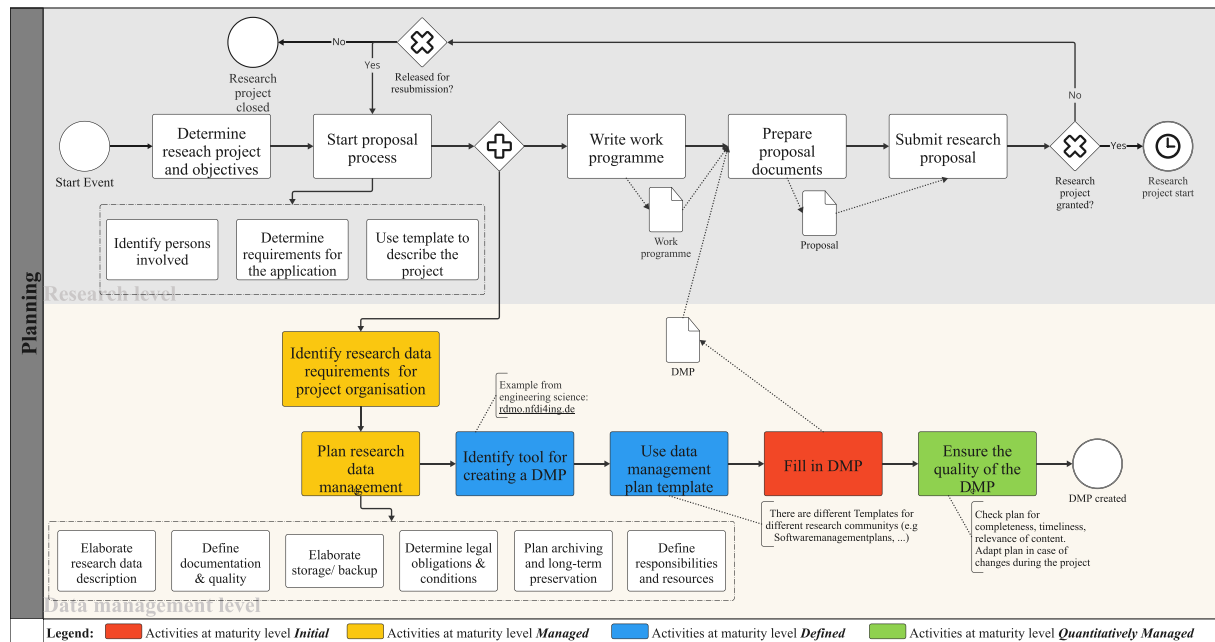 Planning
No
Yes
Released for
resubmission?
Research
project
closed
No
Start Event
Determine
reseach project
and objectives
Start proposal
process
Write work
programme
Prepare
proposal
documents
Submit research
proposal
Research
project
granted?
Yes
Research
project start
Identify persons
involved
Determine
requirements for
the application
Use template to
describe the
project
Work
programme
Proposal
Research level
Identify research data
requirements for
project organisation
DMP
Example from
engineering science:
rdmo.nfdi4ing.de
Plan research
data
management
Identify tool for
creating a DMP
Use data
management
plan template
Fill in DMP
Ensure the
quality of the
DMP
DMP created
There are different Templates for
different research communitys (e.g
Softwaremanagementplans, ...)
Check plan for
completeness, timeliness,
relevance of content.
Adapt plan in case of
changes during the project
Elaborate
research data
description
Define
documentation
& quality
Elaborate
storage/ backup
Determine legal
obligations &
conditions
Plan archiving
and long-term
preservation
Define
responsibilities
and resources
Data management level
Legend: Activities at maturity level Initial Activities at maturity level Managed Activities at maturity level Defined Activities at maturity level Quantitatively Managed